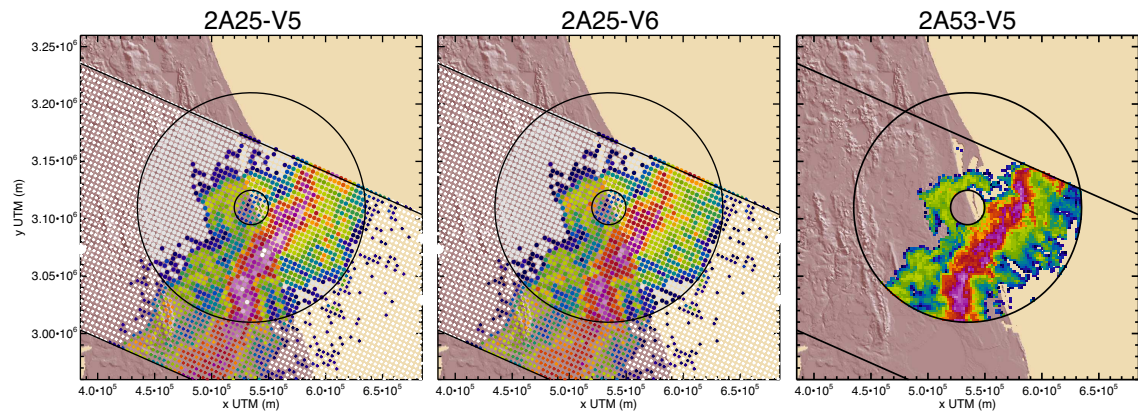 2A25-V5 2A25-V6 2A53-V5
3.25•10⁶
3.20•10⁶
3.15•10⁶
3.10•10⁶
3.05•10⁶
3.00•10⁶
y UTM (m)
4.0•10⁵ 4.5•10⁵ 5.0•10⁵ 5.5•10⁵ 6.0•10⁵ 6.5•10⁵ 4.0•10⁵ 4.5•10⁵ 5.0•10⁵ 5.5•10⁵ 6.0•10⁵ 6.5•10⁵ 4.0•10⁵ 4.5•10⁵ 5.0•10⁵ 5.5•10⁵ 6.0•10⁵ 6.5•10⁵
x UTM (m) x UTM (m) x UTM (m)